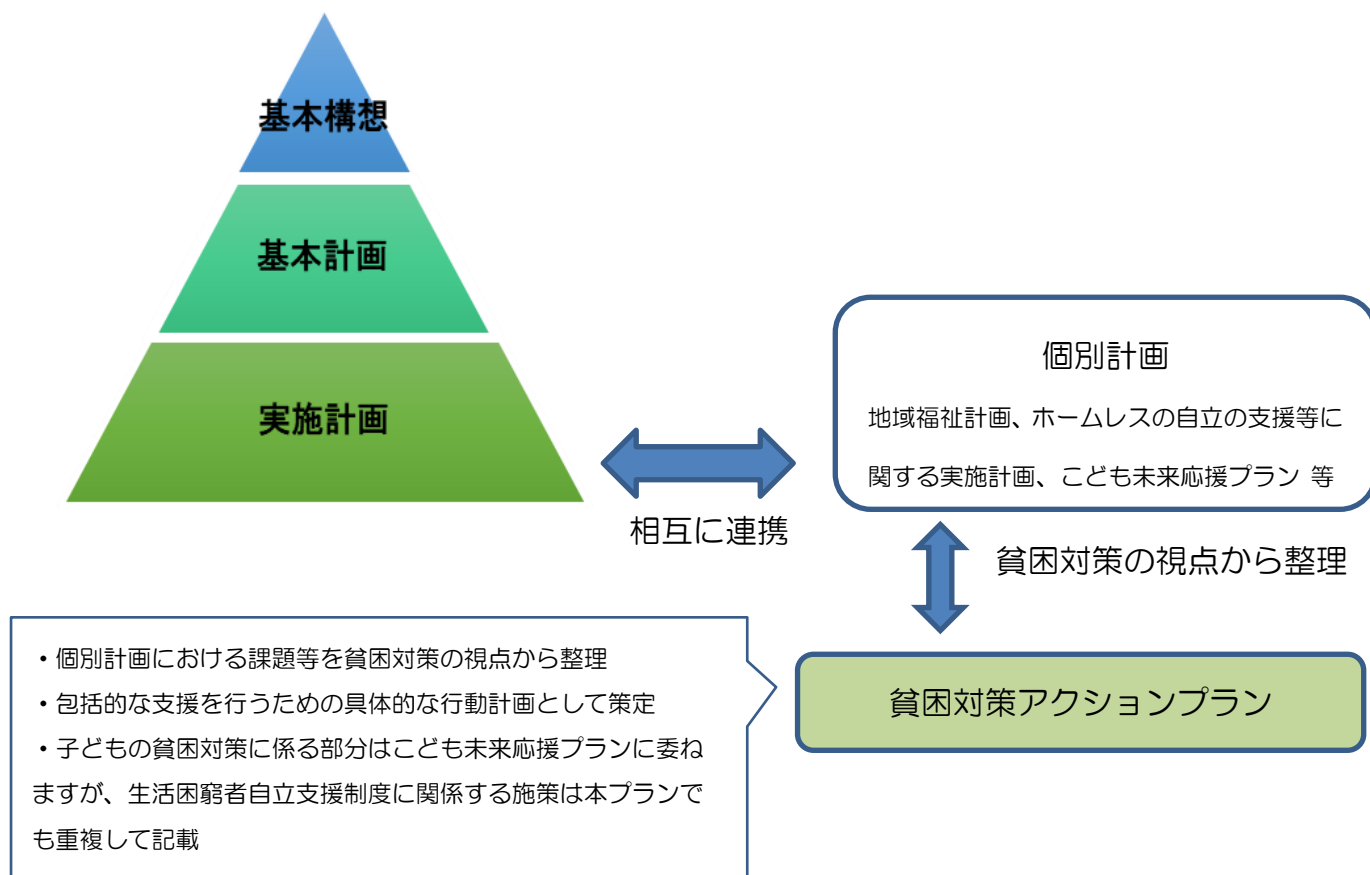 基本構想
基本計画
実施計画
個別計画
地域福祉計画、ホームレスの自立の支援等に
関する実施計画、こども未来応援プラン 等
相互に連携
貧困対策の視点から整理
・個別計画における課題等を貧困対策の視点から整理
・包括的な支援を行うための具体的な行動計画として策定
・子どもの貧困対策に係る部分はこども未来応援プランに委ね
ますが、生活困窮者自立支援制度に関係する施策は本プランで
も重複して記載
貧困対策アクションプラン